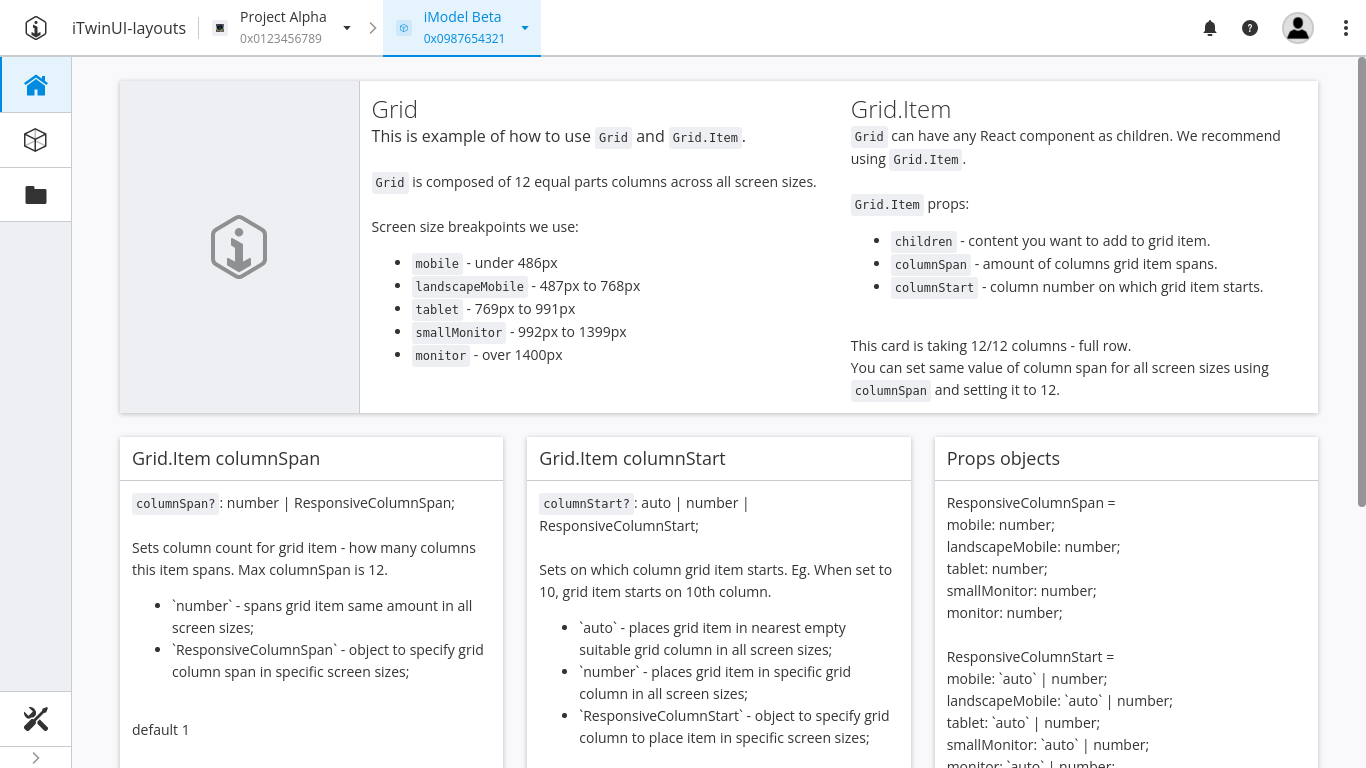 iTwinUI-layouts
Project Alpha
0x0123456789
iModel Beta
0x0987654321
Grid
This is example of how to use Grid and Grid.Item.
Grid is composed of 12 equal parts columns across all screen sizes.
Screen size breakpoints we use:
mobile - under 486px
landscapeMobile - 487px to 768px
tablet - 769px to 991px
smallMonitor - 992px to 1399px
monitor - over 1400px
Grid.Item
Grid can have any React component as children. We recommend
using Grid.Item.
Grid.Item props:
children - content you want to add to grid item.
columnSpan - amount of columns grid item spans.
columnStart - column number on which grid item starts.
This card is taking 12/12 columns - full row.
You can set same value of column span for all screen sizes using
columnSpan and setting it to 12.
Grid.Item columnSpan
columnSpan?: number | ResponsiveColumnSpan;
Sets column count for grid item - how many columns
this item spans. Max columnSpan is 12.
`number` - spans grid item same amount in all
screen sizes;
`ResponsiveColumnSpan` - object to specify grid
column span in specific screen sizes;
default 1
Grid.Item columnStart
columnStart?: auto | number |
ResponsiveColumnStart;
Sets on which column grid item starts. Eg. When set to
10, grid item starts on 10th column.
`auto` - places grid item in nearest empty
suitable grid column in all screen sizes;
`number` - places grid item in specific grid
column in all screen sizes;
`ResponsiveColumnStart` - object to specify grid
column to place item in specific screen sizes;
Props objects
ResponsiveColumnSpan =
mobile: number;
landscapeMobile: number;
tablet: number;
smallMonitor: number;
monitor: number;
ResponsiveColumnStart =
mobile: `auto` | number;
landscapeMobile: `auto` | number;
tablet: `auto` | number;
smallMonitor: `auto` | number;
monitor: `auto` | number;